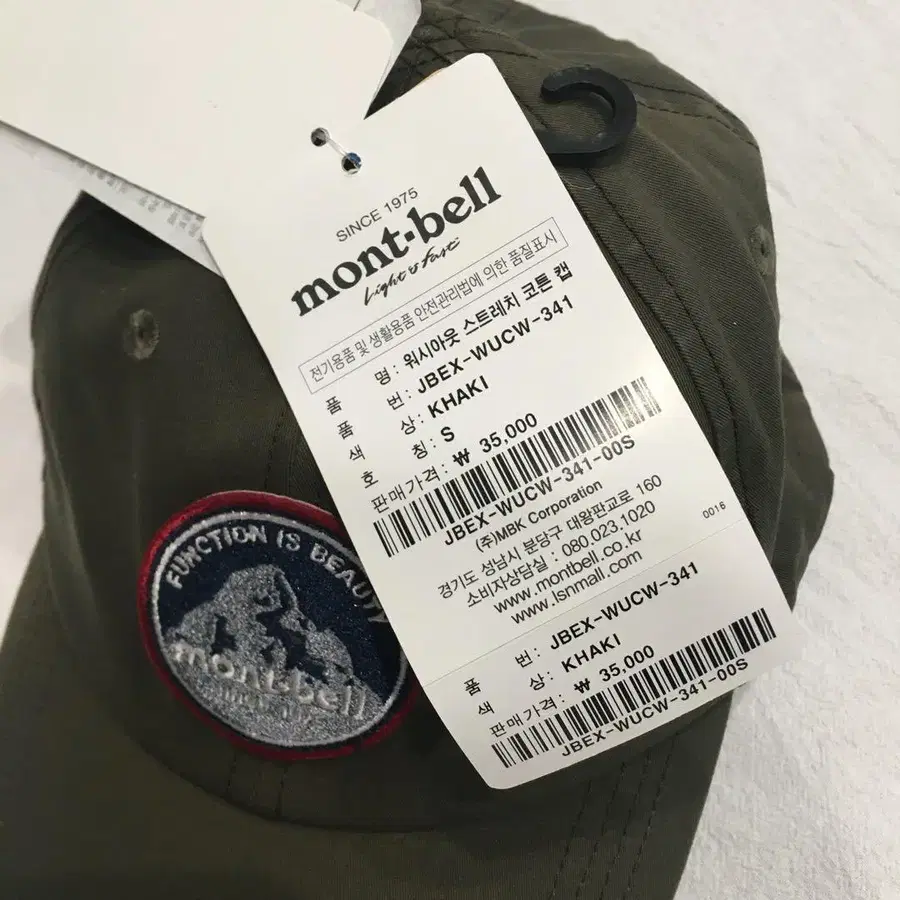 SINCE 1975
mont-bell
Light & Fast
전기용품 및 생활용품 안전관리법에 의한 품질표시
품 명 : 워시아웃 스트레치 코튼 캡
품 번 : JBEX-WUCW-341
색 상 : KHAKI
호 칭 : S
판매가격 : ₩ 35,000
JBEX-WUCW-341-00S
(주)MBK Corporation
경기도 성남시 분당구 대왕판교로 160
소비자상담실 : 080.023.1020
www.montbell.co.kr
www.lsnmall.com
0016
품 번 : JBEX-WUCW-341
색 상 : KHAKI
판매가격 : ₩ 35,000
JBEX-WUCW-341-00S
FUNCTION IS BEAUTY
mont-bell